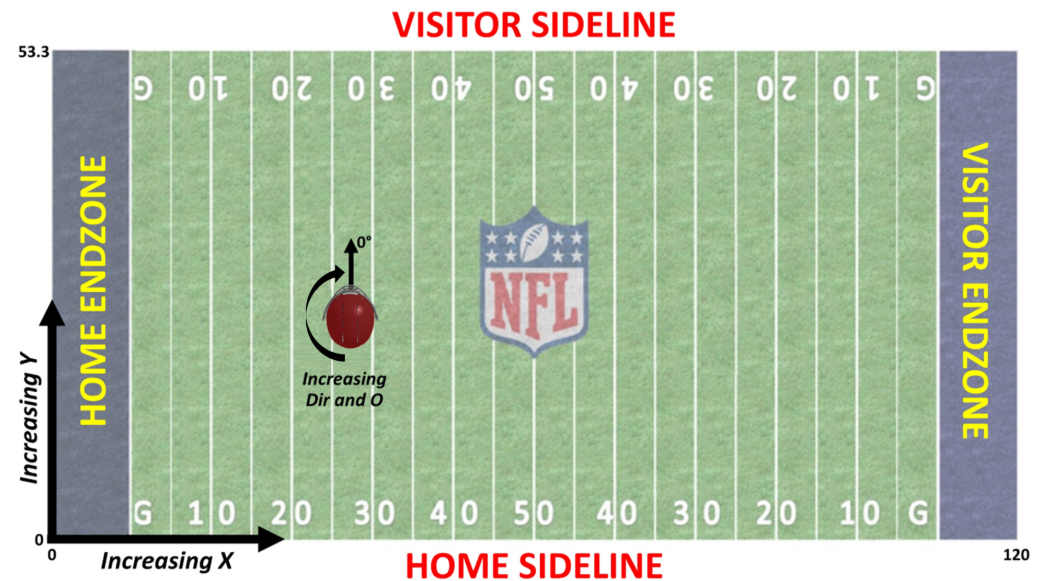 VISITOR SIDELINE
53.3
G 10 20 30 40 50 40 30 20 10 G
HOME ENDZONE
VISITOR ENDZONE
0°
NFL
Increasing
Dir and O
Increasing Y
G 10 20 30 40 50 40 30 20 10 G
0
0
Increasing X
HOME SIDELINE
120